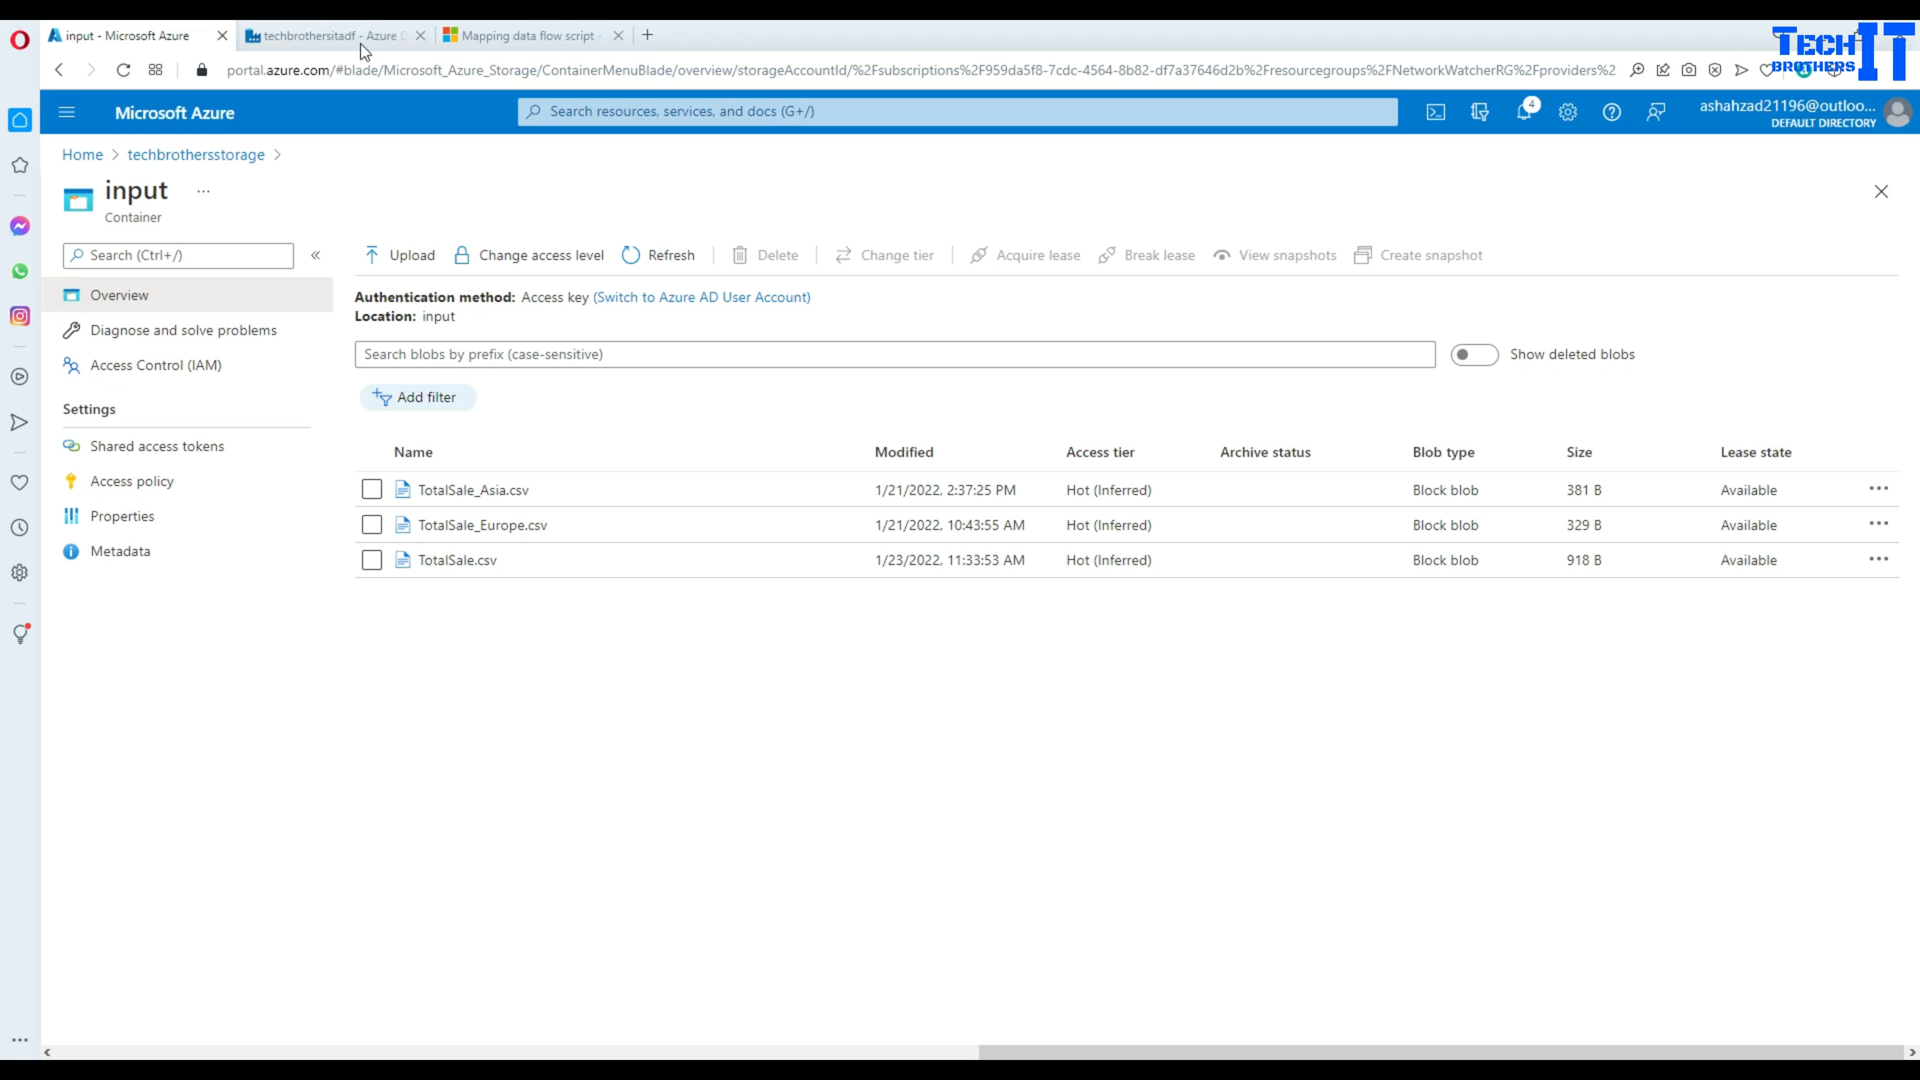 input - Microsoft Azure
techbrothersitadf - Azure D
Mapping data flow script -
TECH IT BROTHERS
portal.azure.com/#blade/Microsoft_Azure_Storage/ContainerMenuBlade/overview/storageAccountId/%2Fsubscriptions%2F959da5f8-7cdc-4564-8b82-df7a37646d2b%2Fresourcegroups%2FNetworkWatcherRG%2Fproviders%2
Microsoft Azure
Search resources, services, and docs (G+/)
4
ashahzad21196@outloo...
DEFAULT DIRECTORY
Home > techbrothersstorage >
input ...
Container
Search (Ctrl+/)
«
Upload
Change access level
Refresh
Delete
Change tier
Acquire lease
Break lease
View snapshots
Create snapshot
Overview
Diagnose and solve problems
Access Control (IAM)
Settings
Shared access tokens
Access policy
Properties
Metadata
Authentication method: Access key (Switch to Azure AD User Account)
Location: input
Search blobs by prefix (case-sensitive)
Show deleted blobs
Add filter
Name Modified Access tier Archive status Blob type Size Lease state
TotalSale_Asia.csv 1/21/2022, 2:37:25 PM Hot (Inferred) Block blob 381 B Available ...
TotalSale_Europe.csv 1/21/2022, 10:43:55 AM Hot (Inferred) Block blob 329 B Available ...
TotalSale.csv 1/23/2022, 11:33:53 AM Hot (Inferred) Block blob 918 B Available ...